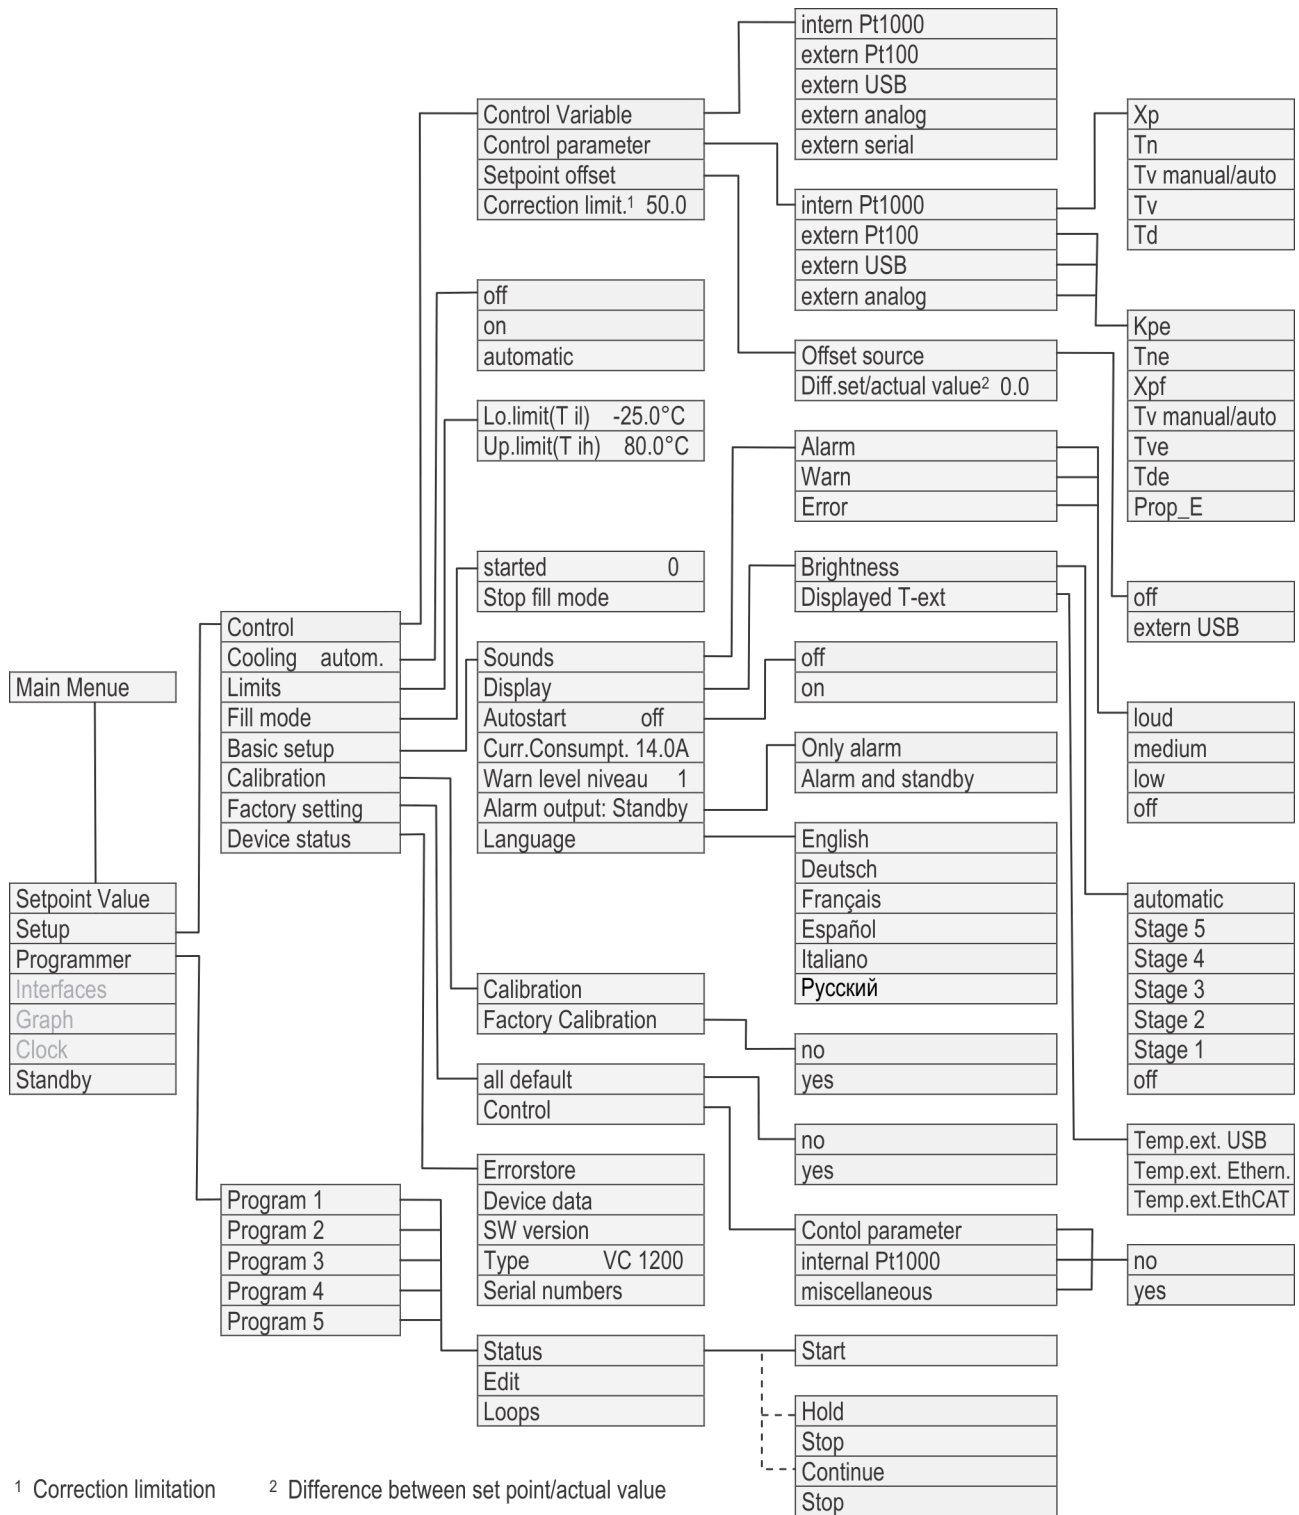 Main Menue
Setpoint Value
Setup
Programmer
Interfaces
Graph
Clock
Standby
Control
Cooling autom.
Limits
Fill mode
Basic setup
Calibration
Factory setting
Device status
Program 1
Program 2
Program 3
Program 4
Program 5
Control Variable
Control parameter
Setpoint offset
Correction limit.¹ 50.0
off
on
automatic
Lo.limit(T il) -25.0°C
Up.limit(T ih) 80.0°C
started 0
Stop fill mode
Sounds
Display
Autostart off
Curr.Consumpt. 14.0A
Warn level niveau 1
Alarm output: Standby
Language
Calibration
Factory Calibration
all default
Control
Errorstore
Device data
SW version
Type VC 1200
Serial numbers
Status
Edit
Loops
intern Pt1000
extern Pt100
extern USB
extern analog
extern serial
intern Pt1000
extern Pt100
extern USB
extern analog
Offset source
Diff.set/actual value² 0.0
Alarm
Warn
Error
Brightness
Displayed T-ext
off
on
Only alarm
Alarm and standby
English
Deutsch
Français
Español
Italiano
Русский
no
yes
no
yes
Contol parameter
internal Pt1000
miscellaneous
Start
Hold
Stop
Continue
Stop
Xp
Tn
Tv manual/auto
Tv
Td
Kpe
Tne
Xpf
Tv manual/auto
Tve
Tde
Prop_E
off
extern USB
loud
medium
low
off
automatic
Stage 5
Stage 4
Stage 3
Stage 2
Stage 1
off
Temp.ext. USB
Temp.ext. Ethern.
Temp.ext.EthCAT
no
yes
¹ Correction limitation
² Difference between set point/actual value